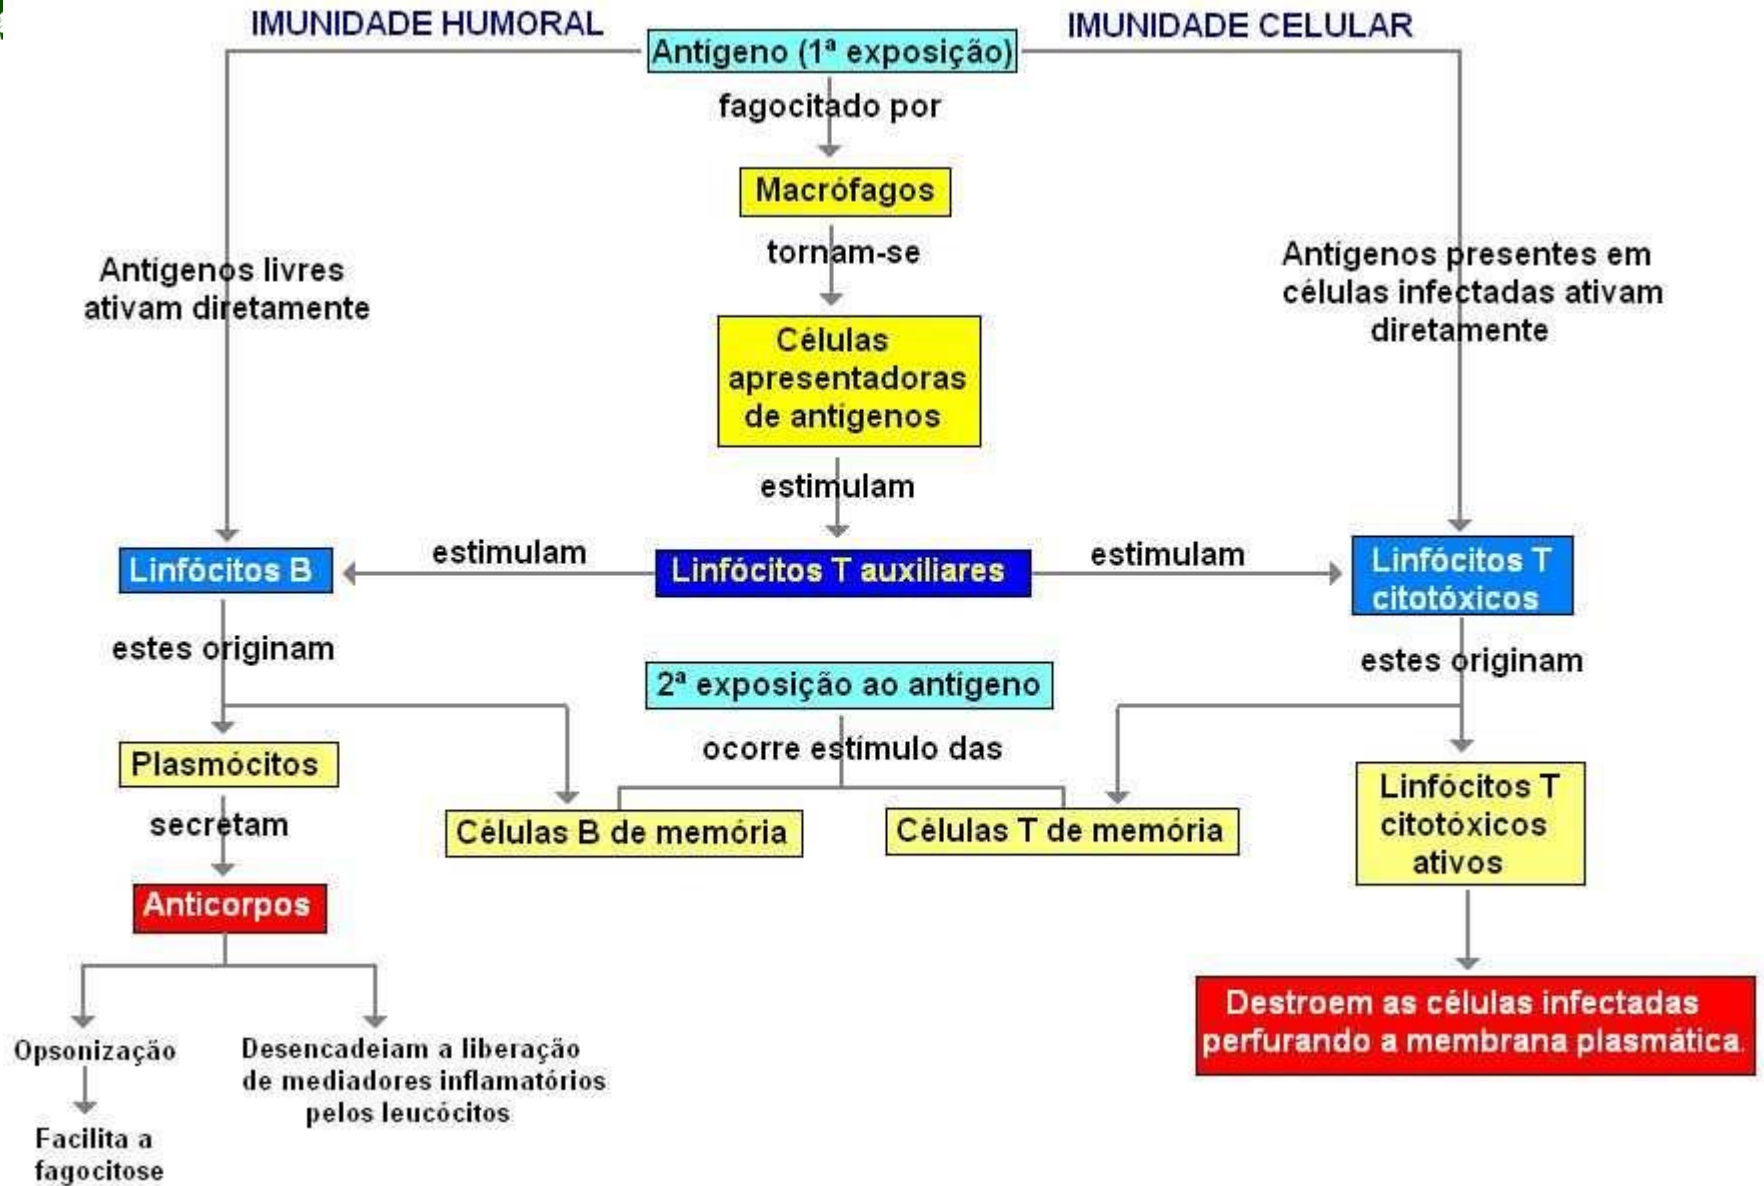 IMUNIDADE HUMORAL
IMUNIDADE CELULAR
Antígeno (1ª exposição)
fagocitado por
Macrófagos
tornam-se
Antígenos livres
ativam diretamente
Antígenos presentes em
células infectadas ativam
diretamente
Células
apresentadoras
de antígenos
estimulam
Linfócitos B
estimulam
Linfócitos T auxiliares
estimulam
Linfócitos T
citotóxicos
estes originam
2ª exposição ao antígeno
estes originam
ocorre estímulo das
Plasmócitos
secretam
Células B de memória
Células T de memória
Linfócitos T
citotóxicos
ativos
Anticorpos
Opsonização
Desencadeiam a liberação
de mediadores inflamatórios
pelos leucócitos
Destroem as células infectadas
perfurando a membrana plasmática.
Facilita a
fagocitose